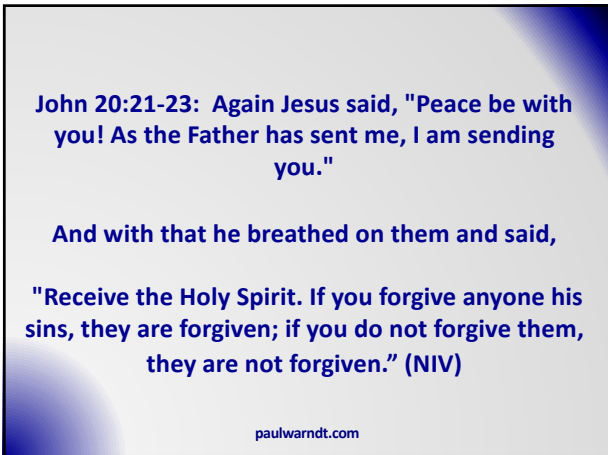 John 20:21-23:  Again Jesus said, "Peace be with
you! As the Father has sent me, I am sending
you."
And with that he breathed on them and said,
"Receive the Holy Spirit. If you forgive anyone his
sins, they are forgiven; if you do not forgive them,
they are not forgiven.” (NIV)
paulwarndt.com